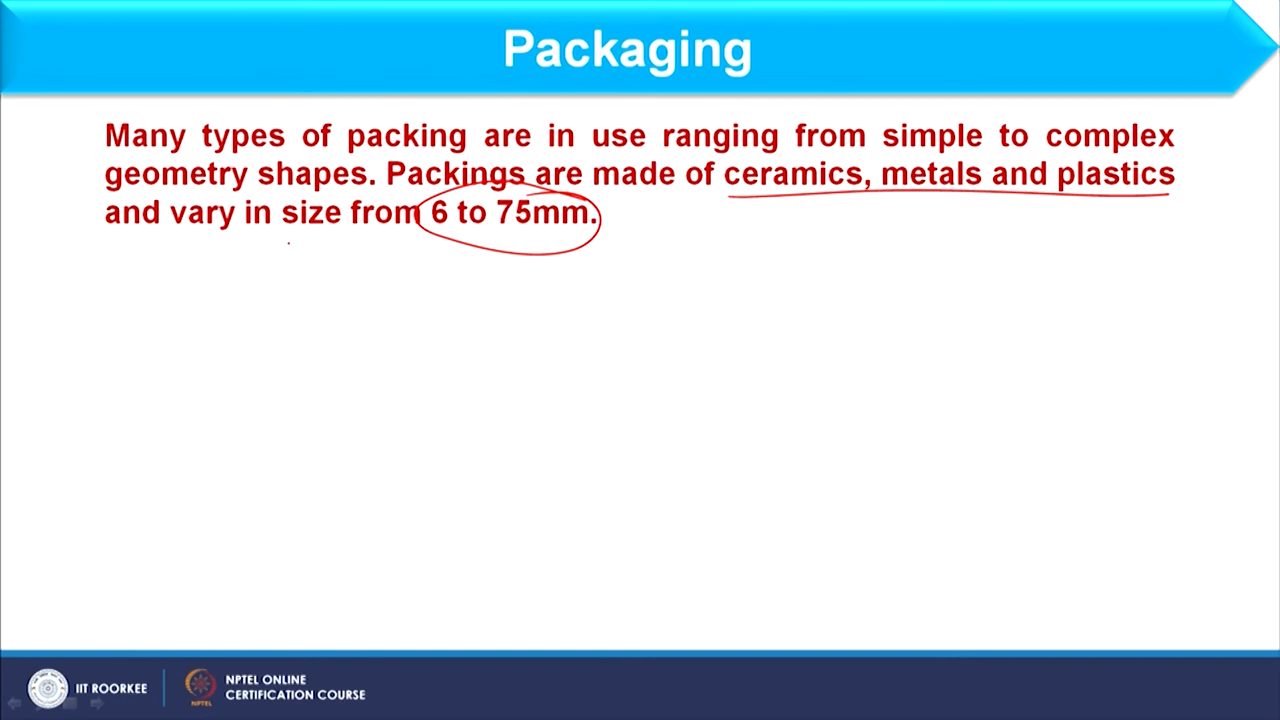 Packaging
Many types of packing are in use ranging from simple to complex
geometry shapes. Packings are made of ceramics, metals and plastics
and vary in size from 6 to 75mm.
IIT ROORKEE
NPTEL
NPTEL ONLINE
CERTIFICATION COURSE